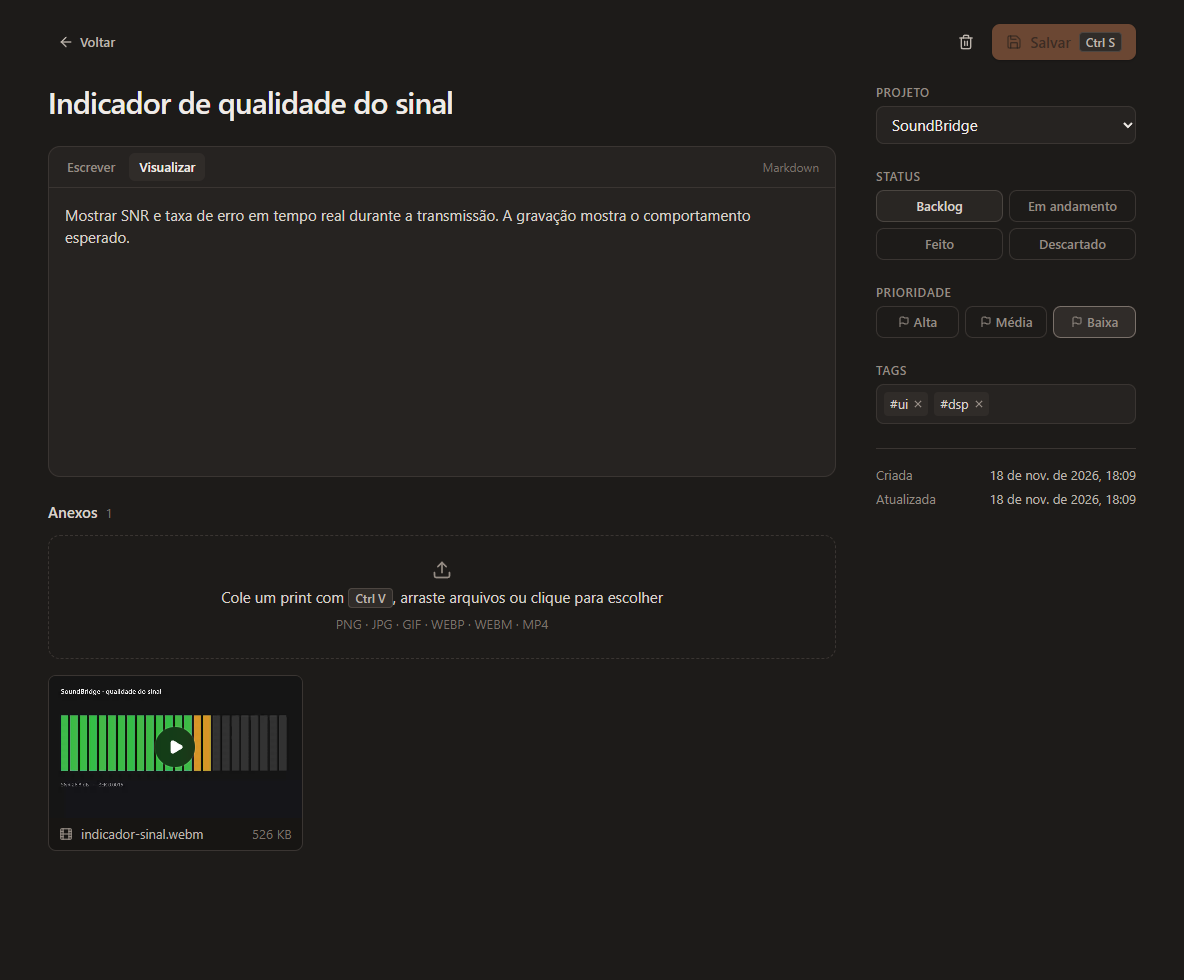 Voltar
Salvar Ctrl S
Indicador de qualidade do sinal
Escrever Visualizar Markdown
Mostrar SNR e taxa de erro em tempo real durante a transmissão. A gravação mostra o comportamento
esperado.
Anexos 1
Cole um print com Ctrl V, arraste arquivos ou clique para escolher
PNG · JPG · GIF · WEBP · WEBM · MP4
SoundBridge - qualidade do sinal
indicador-sinal.webm 526 KB
PROJETO
SoundBridge
STATUS
Backlog Em andamento
Feito Descartado
PRIORIDADE
Alta Média Baixa
TAGS
#ui × #dsp ×
Criada 18 de nov. de 2026, 18:09
Atualizada 18 de nov. de 2026, 18:09